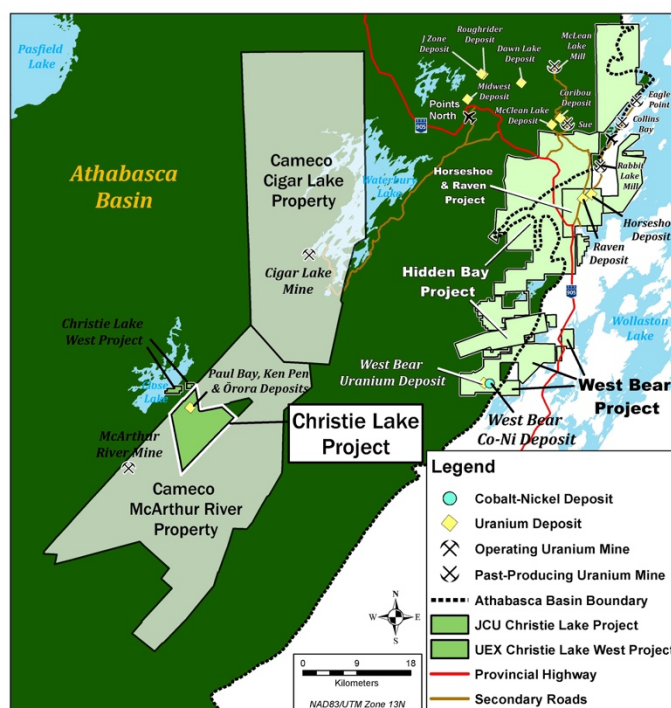 Pasfield
Lake
Athabasca
Basin
Cameco
Cigar Lake
Property
Waterbury
Lake
Cigar Lake
Mine
905
Points
North
J Zone
Deposit
Roughrider
Deposit
Midwest
Deposit
Dawn Lake
Deposit
McLean
Lake
Mill
McClean Lake
Deposit
Caribou
Deposit
Sue
Eagle
Point
Collins
Bay
Rabbit
Lake
Mill
Horseshoe
& Raven
Project
Horseshoe
Deposit
Raven
Deposit
Hidden Bay
Project
905
Wollaston
Lake
West Bear
Uranium Deposit
West Bear
Project
West Bear
Co-Ni Deposit
Christie Lake
West Project
Lake
Paul Bay, Ken Pen
& Ōrora Deposits
Christie Lake
Project
McArthur
River Mine
Cameco
McArthur River
Property
N
W
E
S
0
9
18
Kilometers
NAD83/UTM Zone 13N
Legend
Cobalt-Nickel Deposit
Uranium Deposit
Operating Uranium Mine
Past-Producing Uranium Mine
Athabasca Basin Boundary
JCU Christie Lake Project
UEX Christie Lake West Project
Provincial Highway
Secondary Roads